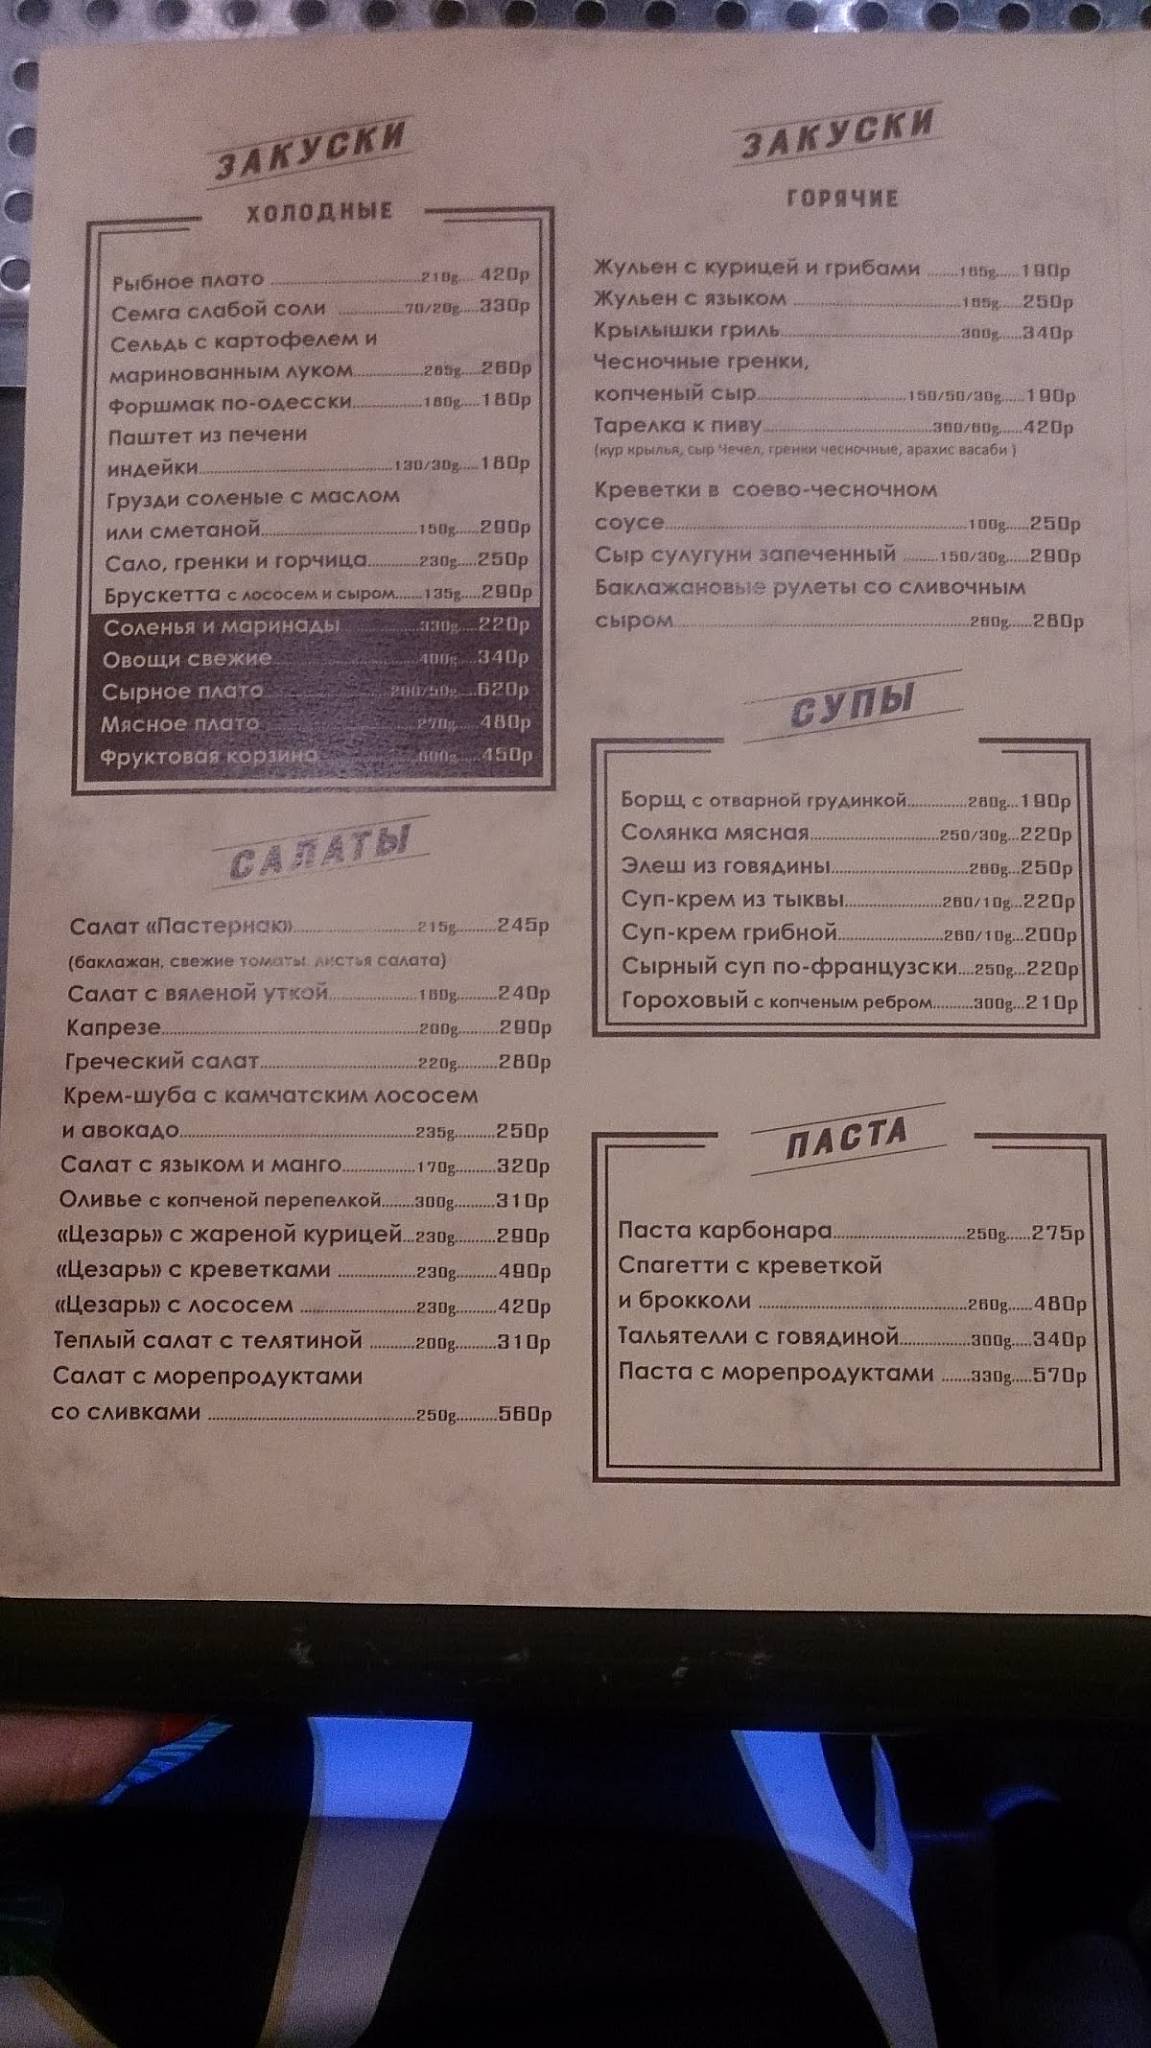 ЗАКУСКИ
ХОЛОДНЫЕ
Рыбное плато 210g 420р
Семга слабой соли 70/20g 330р
Сельдь с картофелем и
маринованным луком 265g 260р
Форшмак по-одесски 180g 180р
Паштет из печени
индейки 130/30g 180р
Грузди соленые с маслом
или сметаной 150g 290р
Сало, гренки и горчица 230g 250р
Брускетта с лососем и сыром 135g 290р
Соленья и маринады 330g 220р
Овощи свежие 400g 340р
Сырное плато 200/50g 620р
Мясное плато 270g 480р
Фруктовая корзина 600g 450р
САЛАТЫ
Салат «Пастернак» 215g 245р
(баклажан, свежие томаты, листья салата)
Салат с вяленой уткой 160g 240р
Капрезе 200g 290р
Греческий салат 220g 280р
Крем-шуба с камчатским лососем
и авокадо 235g 250р
Салат с языком и манго 170g 320р
Оливье с копченой перепелкой 300g 310р
«Цезарь» с жареной курицей 230g 290р
«Цезарь» с креветками 230g 490р
«Цезарь» с лососем 230g 420р
Теплый салат с телятиной 200g 310р
Салат с морепродуктами
со сливками 250g 560р
ЗАКУСКИ
ГОРЯЧИЕ
Жульен с курицей и грибами 165g 190р
Жульен с языком 165g 250р
Крылышки гриль 300g 340р
Чесночные гренки,
копченый сыр 150/50/30g 190р
Тарелка к пиву 360/60g 420р
(кур крылья, сыр Чечел, гренки чесночные, арахис васаби )
Креветки в соево-чесночном
соусе 100g 250р
Сыр сулугуни запеченный 150/30g 290р
Баклажановые рулеты со сливочным
сыром 260g 280р
СУПЫ
Борщ с отварной грудинкой 280g 190р
Солянка мясная 250/30g 220р
Элеш из говядины 260g 250р
Суп-крем из тыквы 260/10g 220р
Суп-крем грибной 260/10g 200р
Сырный суп по-французски 250g 220р
Гороховый с копченым ребром 300g 210р
ПАСТА
Паста карбонара 250g 275р
Спагетти с креветкой
и брокколи 260g 480р
Тальятелли с говядиной 300g 340р
Паста с морепродуктами 330g 570р